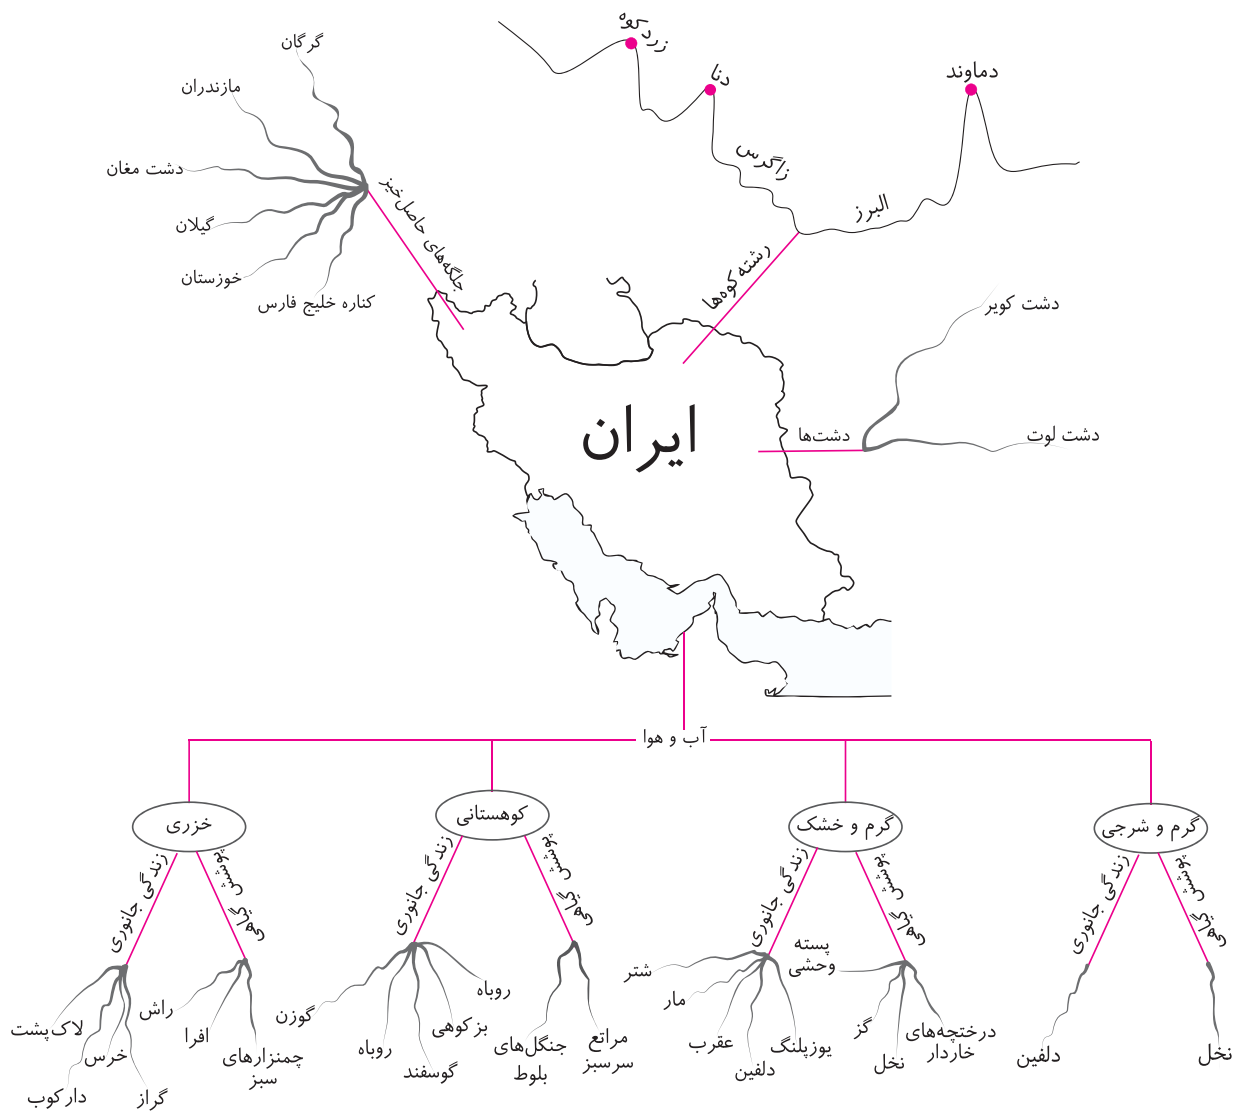 زردکوه
دنا
دماوند
زاگرس
البرز
رشته‌کوه‌ها
گرگان
مازندران
دشت مغان
گیلان
خوزستان
کناره خلیج فارس
جلگه‌های حاصل‌خیز
دشت کویر
دشت لوت
دشت‌ها
ایران
آب و هوا
گرم و شرجی
پوشش گیاهی
نخل
زندگی جانوری
دلفین
گرم و خشک
پوشش گیاهی
درختچه‌های
خاردار
نخل
گز
پسته
وحشی
زندگی جانوری
یوزپلنگ
دلفین
عقرب
مار
شتر
کوهستانی
پوشش گیاهی
مراتع
سرسبز
جنگل‌های
بلوط
زندگی جانوری
روباه
بزکوهی
گوسفند
روباه
گوزن
خزری
پوشش گیاهی
چمنزارهای
سبز
افرا
راش
زندگی جانوری
گراز
خرس
دارکوب
لاک‌پشت